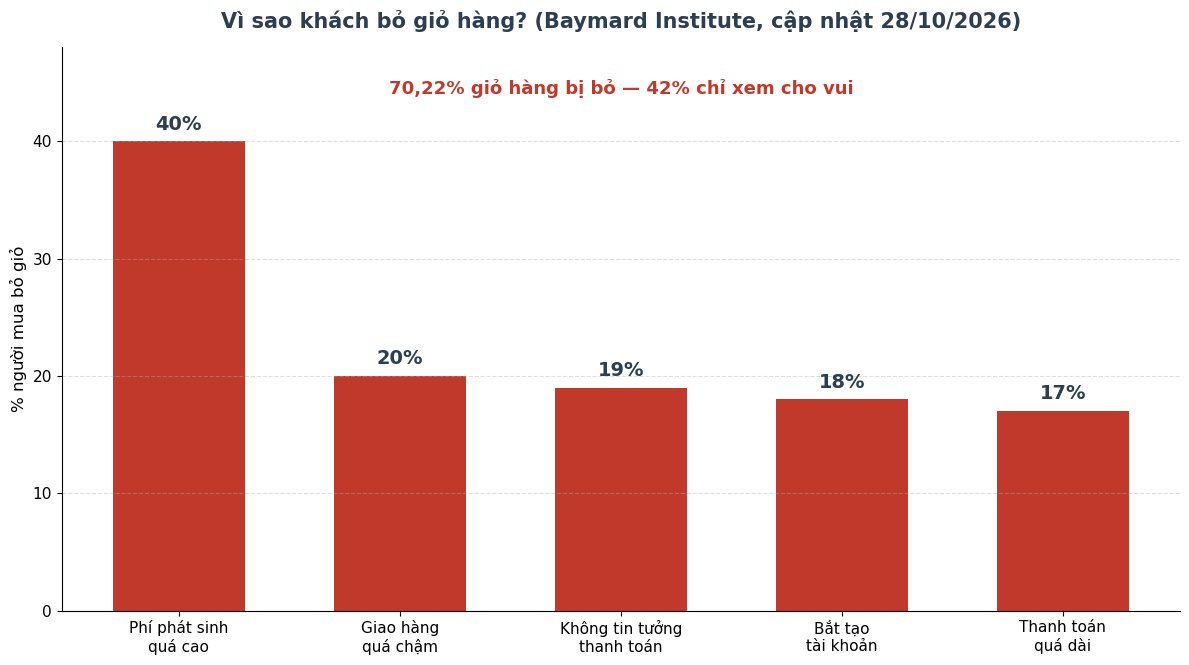 Vì sao khách bỏ giỏ hàng? (Baymard Institute, cập nhật 28/10/2026)
70,22% giỏ hàng bị bỏ — 42% chỉ xem cho vui
40%
20%
19%
18%
17%
% người mua bỏ giỏ
40
30
20
10
0
Phí phát sinh
quá cao
Giao hàng
quá chậm
Không tin tưởng
thanh toán
Bắt tạo
tài khoản
Thanh toán
quá dài